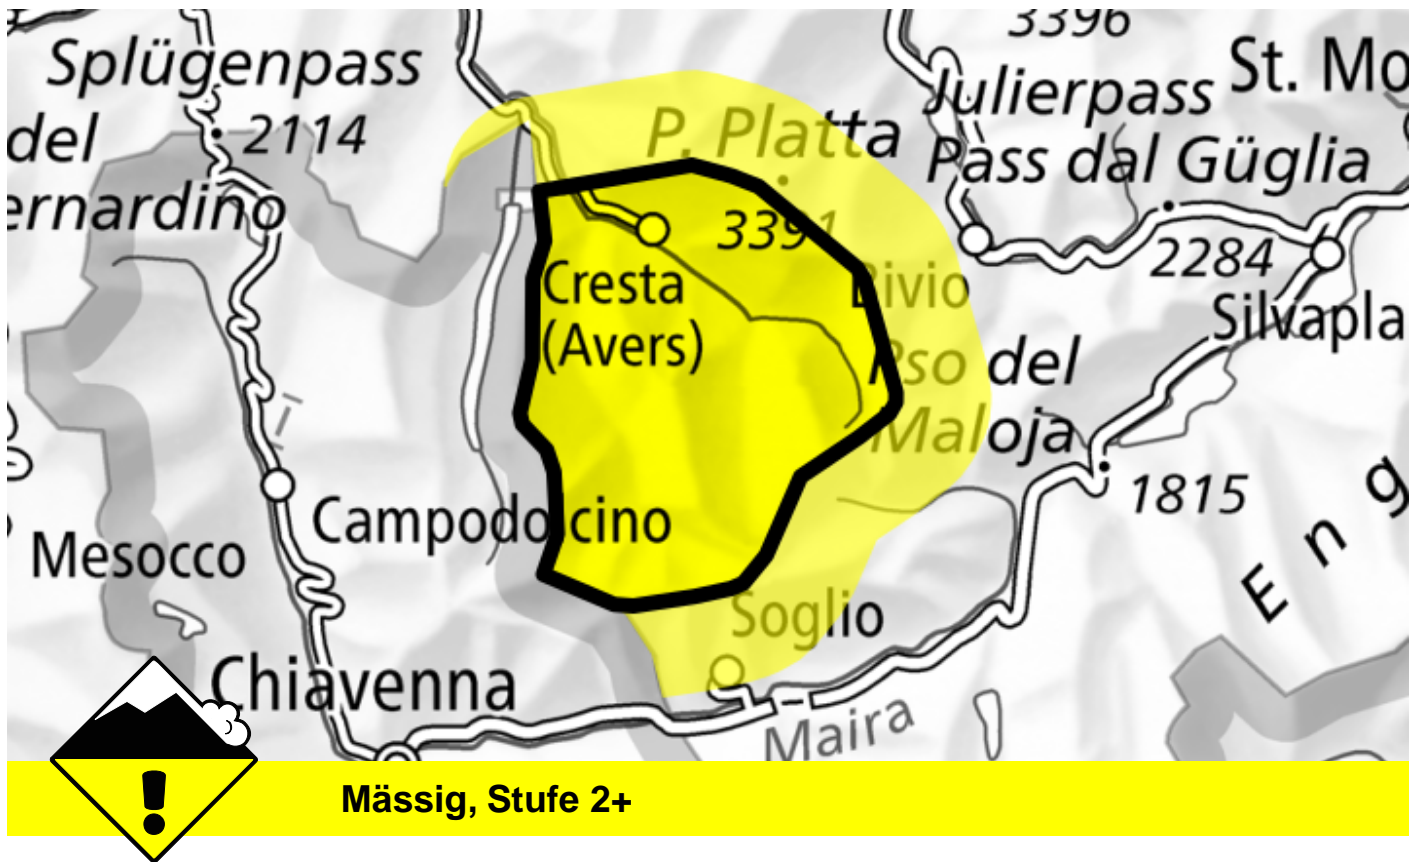 3396
Splügenpass
St. Mo
Julierpass
del
2114
P. Platta
Pass dal Güglia
ernardino
3391
2284
Cresta
Bivio
Silvapla
(Avers)
Pso del
Maloja
1815
Campodolcino
Eng
Mesocco
Soglio
Chiavenna
Maira
!
Mässig, Stufe 2+